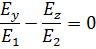 E_y/E_1 − E_z/E_2 = 0